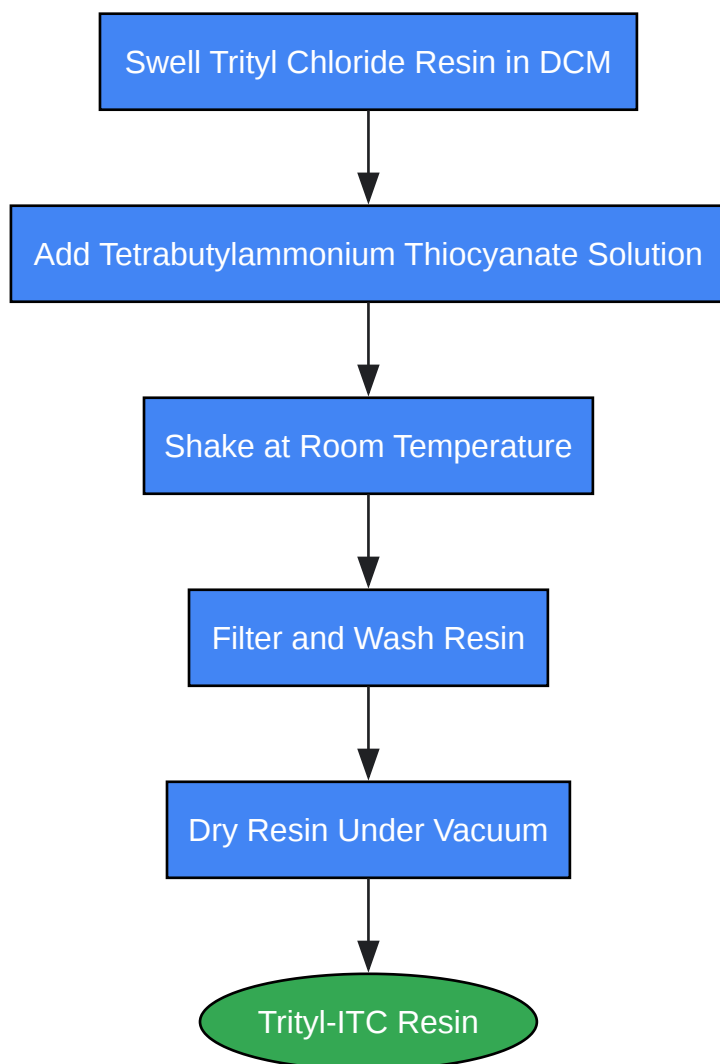 Swell Trityl Chloride Resin in DCM
Add Tetrabutylammonium Thiocyanate Solution
Shake at Room Temperature
Filter and Wash Resin
Dry Resin Under Vacuum
Trityl-ITC Resin